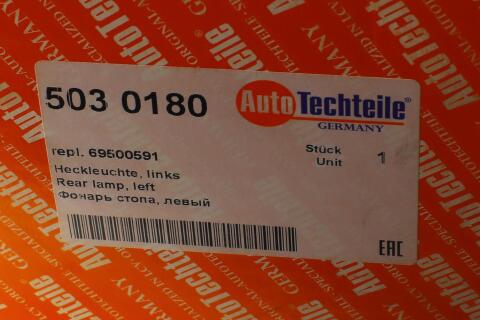 503 0180
AutoTechteile®
GERMANY
repl. 69500591
Stück
Unit 1
Heckleuchte, links
Rear lamp, left
Фонарь стопа, левый
EAC